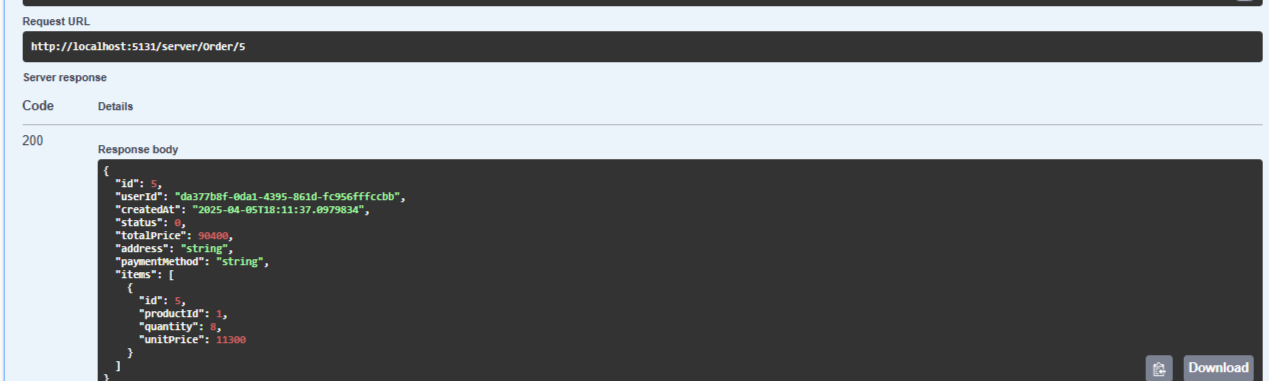 Request URL
http://localhost:5131/server/Order/5
Server response
Code Details
200
Response body
{
  "id": 5,
  "userId": "da377b8f-0da1-4395-861d-fc956fffccbb",
  "createdAt": "2025-04-05T18:11:37.0979834",
  "status": 0,
  "totalPrice": 90400,
  "address": "string",
  "paymentMethod": "string",
  "items": [
    {
      "id": 5,
      "productId": 1,
      "quantity": 8,
      "unitPrice": 11300
    }
  ]
}
Download